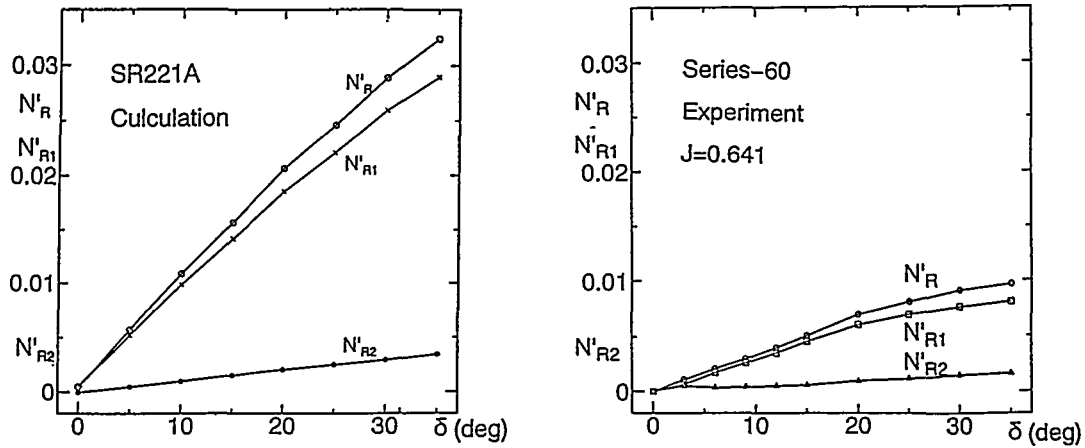 0.03
N'R
N'R1
0.02
0.01
N'R2
0
SR221A
Culculation
N'R
N'R1
N'R2
0
10
20
30
δ (deg)
0.03
N'R
N'R1
0.02
0.01
N'R2
0
Series-60
Experiment
J=0.641
N'R
N'R1
N'R2
0
10
20
30
δ (deg)